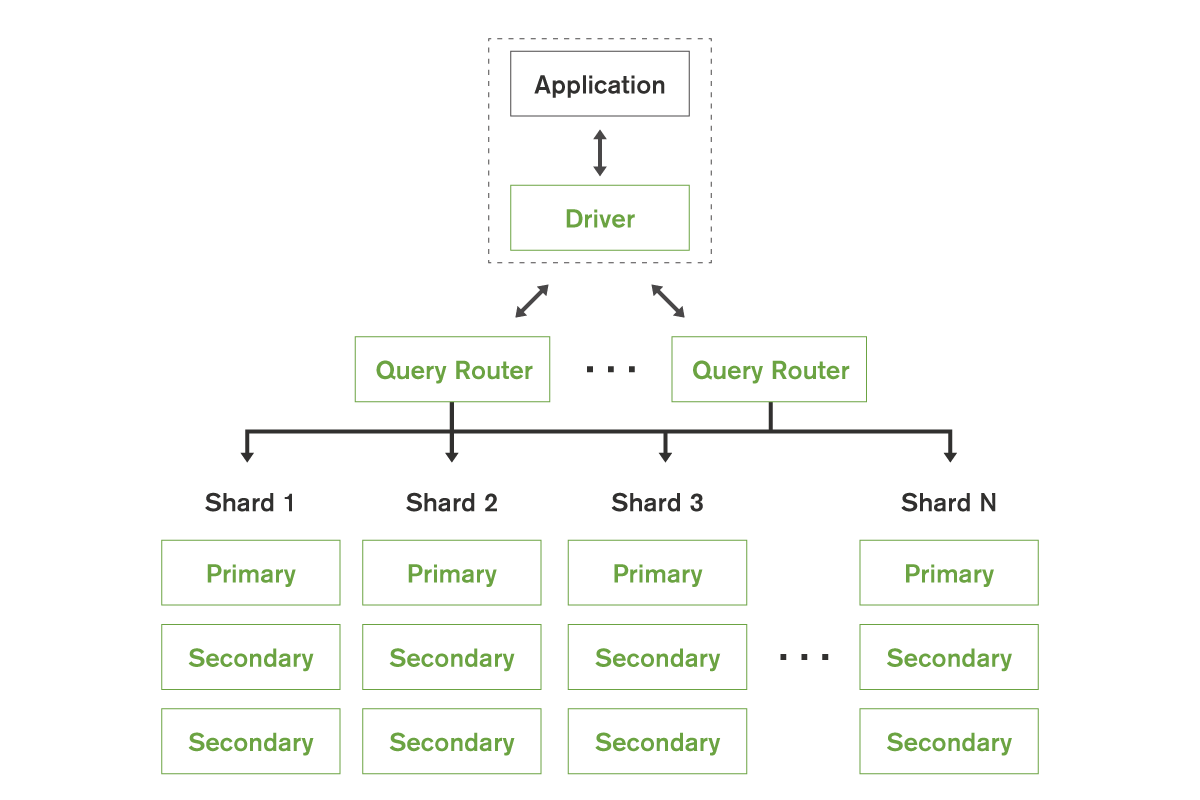 Application
Driver
Query Router ... Query Router
Shard 1 Shard 2 Shard 3 Shard N
Primary Primary Primary Primary
Secondary Secondary Secondary ... Secondary
Secondary Secondary Secondary Secondary